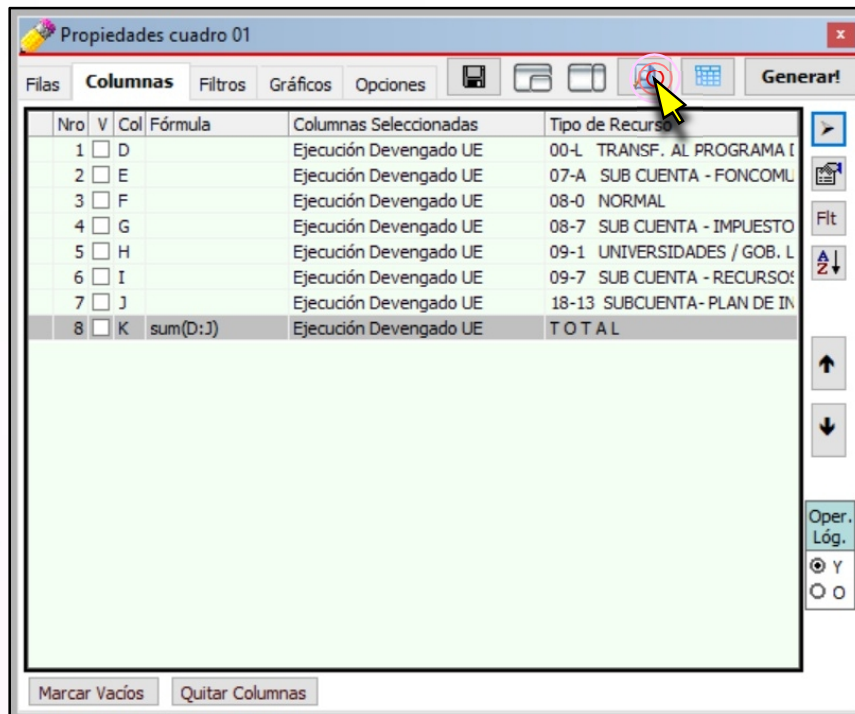 Propiedades cuadro 01
x
Filas Columnas Filtros Gráficos Opciones Generar!
Nro V Col Fórmula Columnas Seleccionadas Tipo de Recurso
1 D Ejecución Devengado UE 00-L TRANSF. AL PROGRAMA
2 E Ejecución Devengado UE 07-A SUB CUENTA - FONCOMU
3 F Ejecución Devengado UE 08-0 NORMAL
4 G Ejecución Devengado UE 08-7 SUB CUENTA - IMPUESTO
5 H Ejecución Devengado UE 09-1 UNIVERSIDADES / GOB. L
6 I Ejecución Devengado UE 09-7 SUB CUENTA - RECURSOS
7 J Ejecución Devengado UE 18-13 SUBCUENTA- PLAN DE
8 K sum(D:J) Ejecución Devengado UE T O T A L
Flt
A
Z
Oper.
Lóg.
Y
O
Marcar Vacíos Quitar Columnas